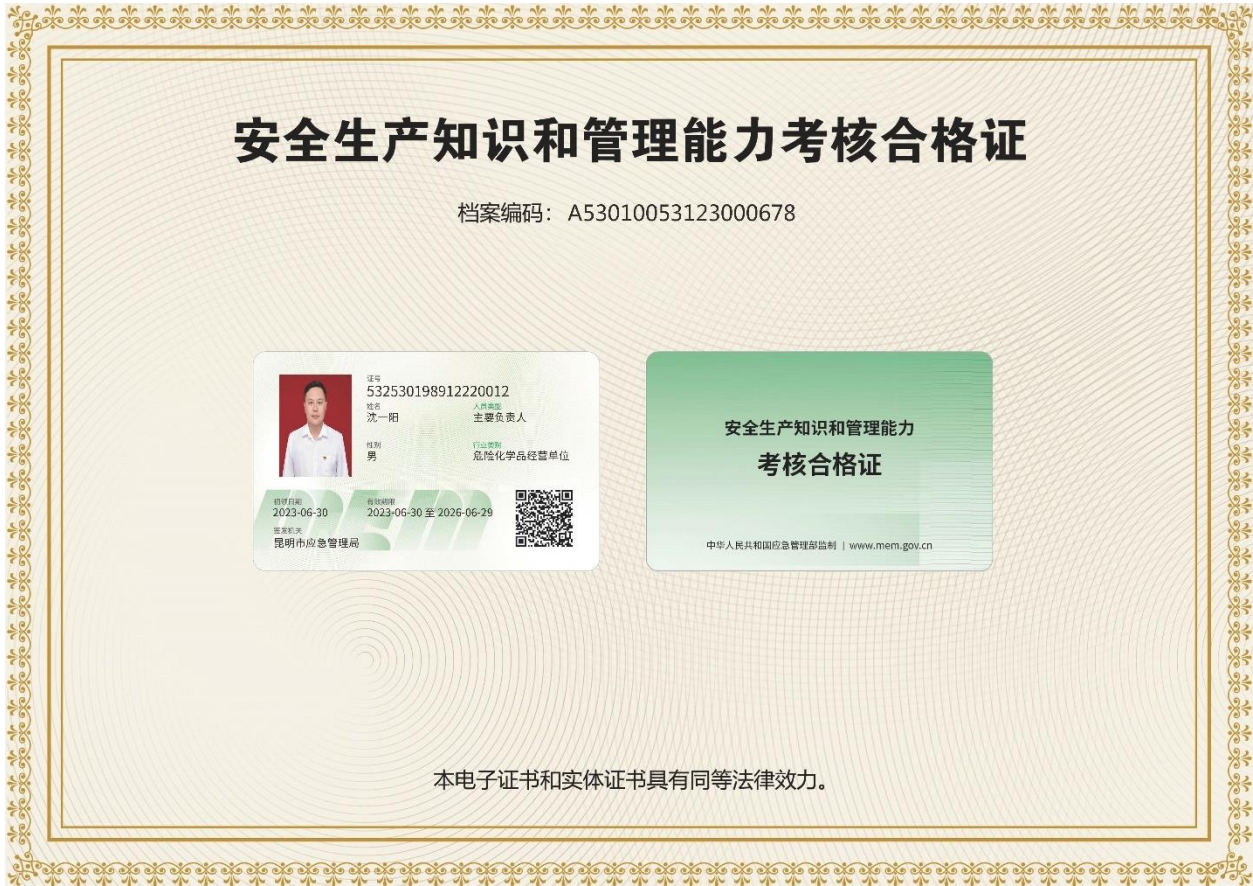 安全生产知识和管理能力考核合格证
档案编码： A53010053123000678
证号
532530198912220012
姓名 人员类型
沈一阳 主要负责人
性别 行业类别
男 危险化学品经营单位
初领日期 有效期限
2023-06-30 2023-06-30 至 2026-06-29
签发机关
昆明市应急管理局
mem
安全生产知识和管理能力
考核合格证
中华人民共和国应急管理部监制 | www.mem.gov.cn
本电子证书和实体证书具有同等法律效力。